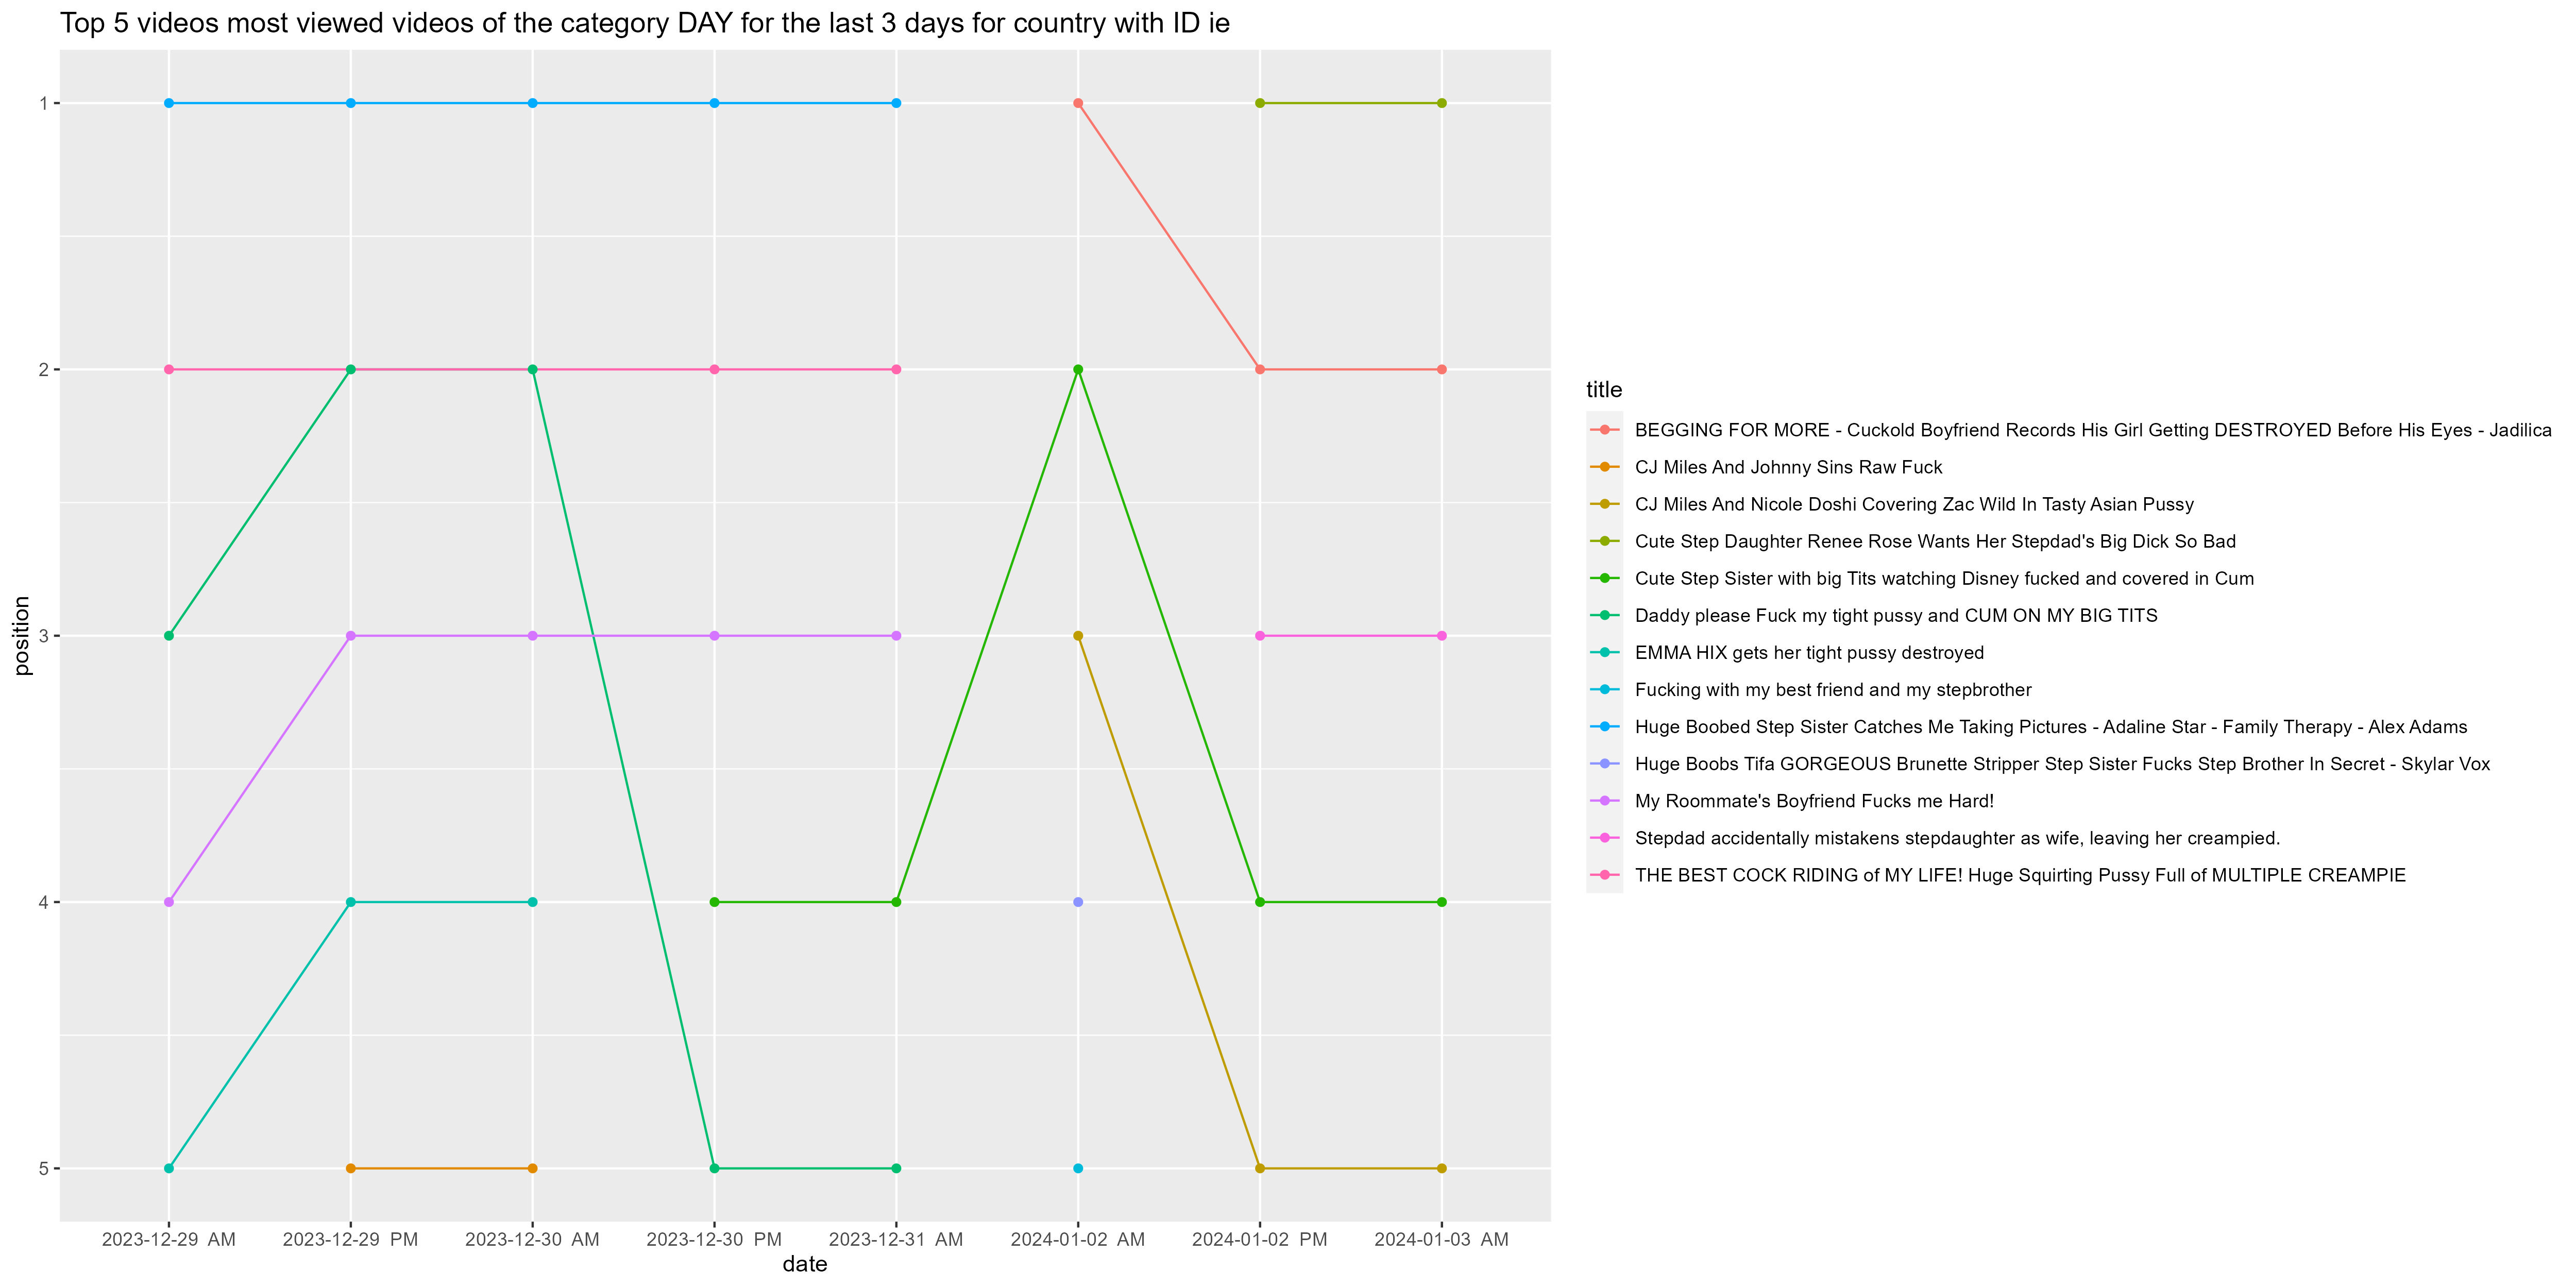 Top 5 videos most viewed videos of the category DAY for the last 3 days for country with ID ie
1
2
3
4
5
position
2023-12-29 AM
2023-12-29 PM
2023-12-30 AM
2023-12-30 PM
2023-12-31 AM
2024-01-02 AM
2024-01-02 PM
2024-01-03 AM
date
title
BEGGING FOR MORE - Cuckold Boyfriend Records His Girl Getting DESTROYED Before His Eyes - Jadilica
CJ Miles And Johnny Sins Raw Fuck
CJ Miles And Nicole Doshi Covering Zac Wild In Tasty Asian Pussy
Cute Step Daughter Renee Rose Wants Her Stepdad's Big Dick So Bad
Cute Step Sister with big Tits watching Disney fucked and covered in Cum
Daddy please Fuck my tight pussy and CUM ON MY BIG TITS
EMMA HIX gets her tight pussy destroyed
Fucking with my best friend and my stepbrother
Huge Boobed Step Sister Catches Me Taking Pictures - Adaline Star - Family Therapy - Alex Adams
Huge Boobs Tifa GORGEOUS Brunette Stripper Step Sister Fucks Step Brother In Secret - Skylar Vox
My Roommate's Boyfriend Fucks me Hard!
Stepdad accidentally mistakens stepdaughter as wife, leaving her creampied.
THE BEST COCK RIDING of MY LIFE! Huge Squirting Pussy Full of MULTIPLE CREAMPIE